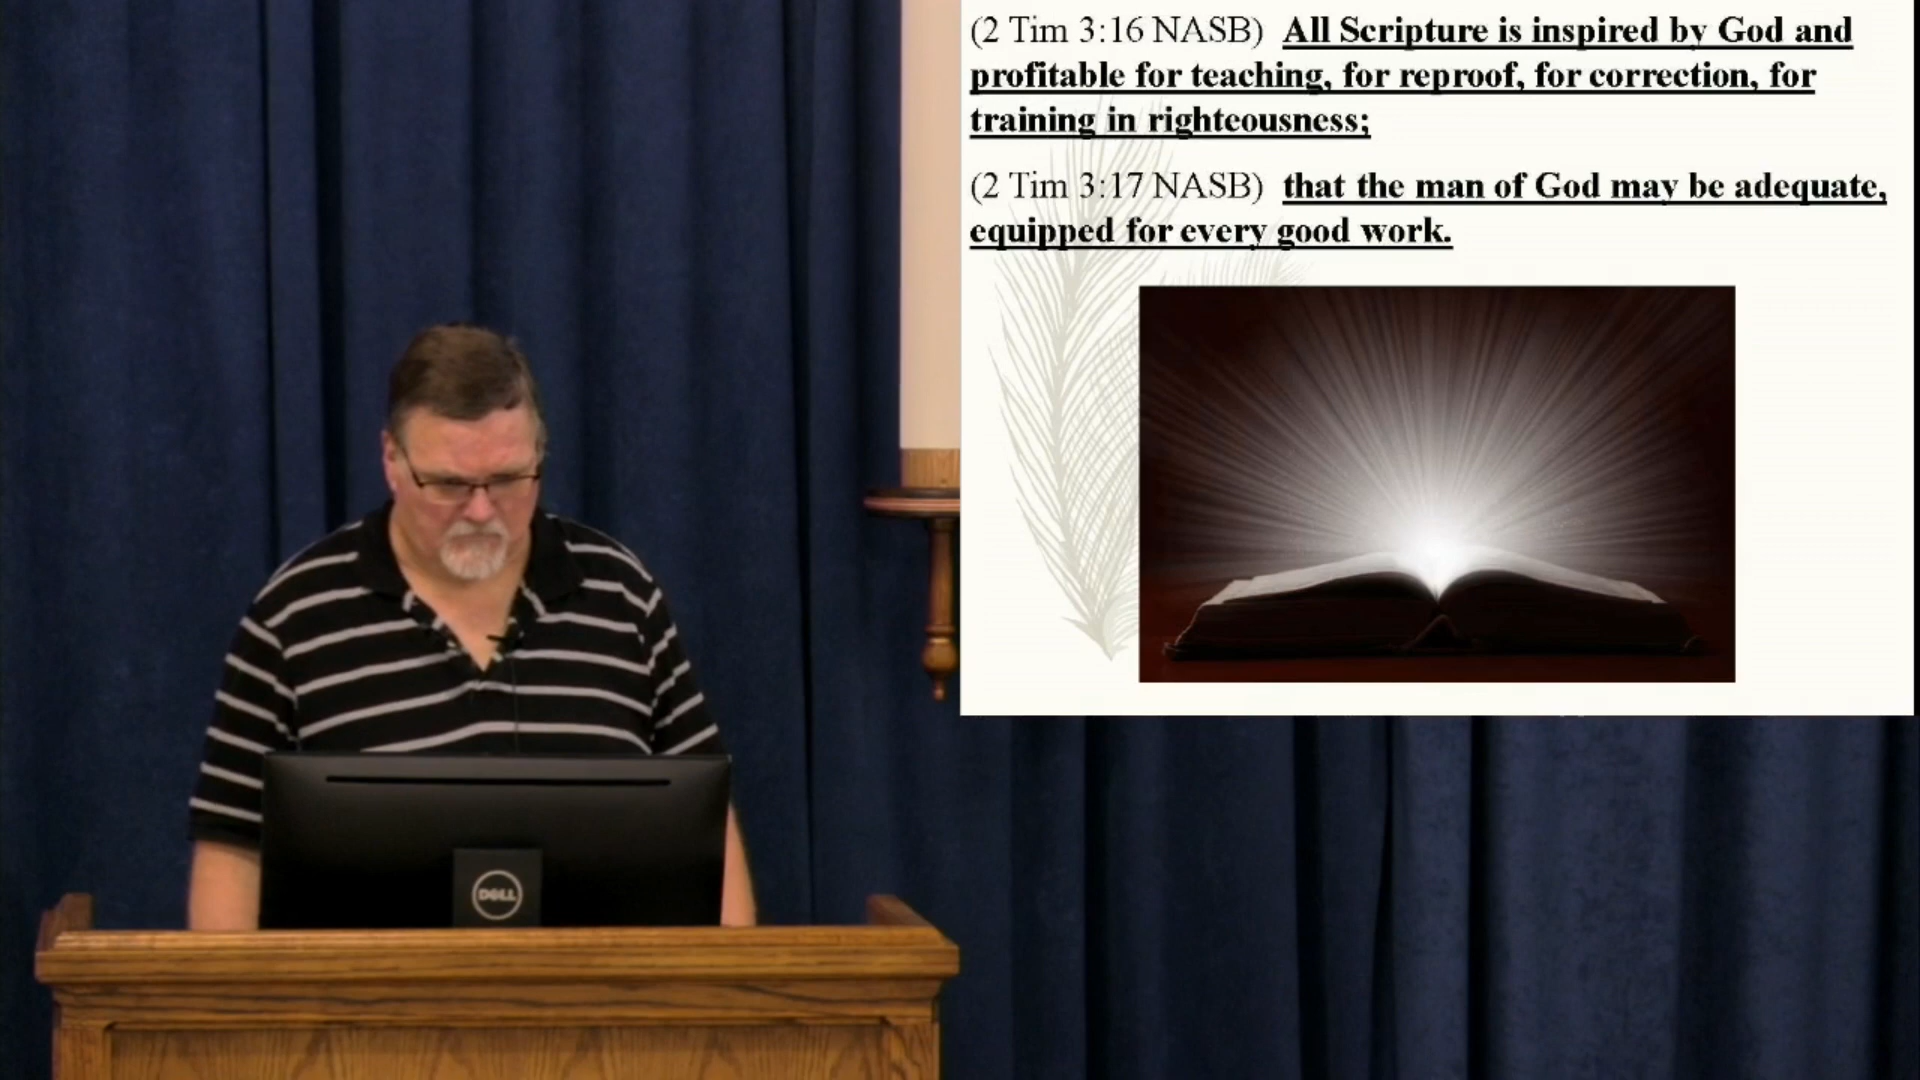 (2 Tim 3:16 NASB) All Scripture is inspired by God and
profitable for teaching, for reproof, for correction, for
training in righteousness;
(2 Tim 3:17 NASB) that the man of God may be adequate,
equipped for every good work.
DELL